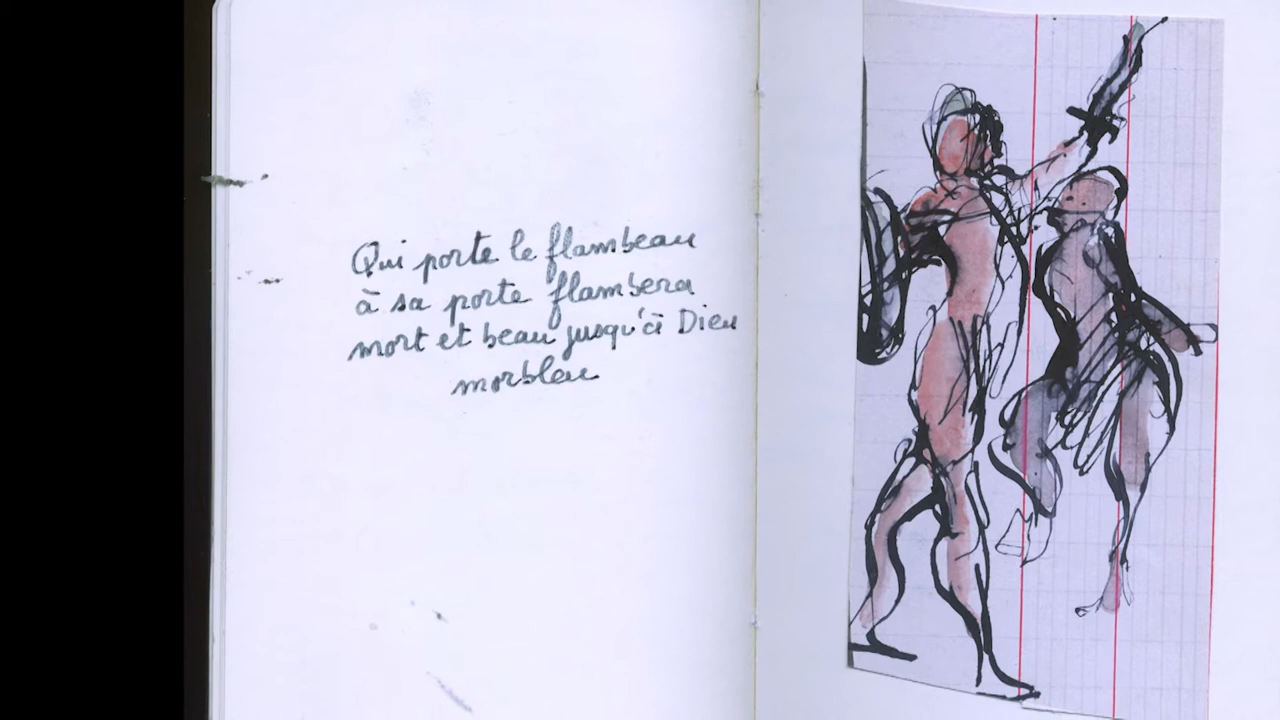 Qui porte le flambeau
à sa porte flambera
mort et beau jusqu'à Dieu
morbleu